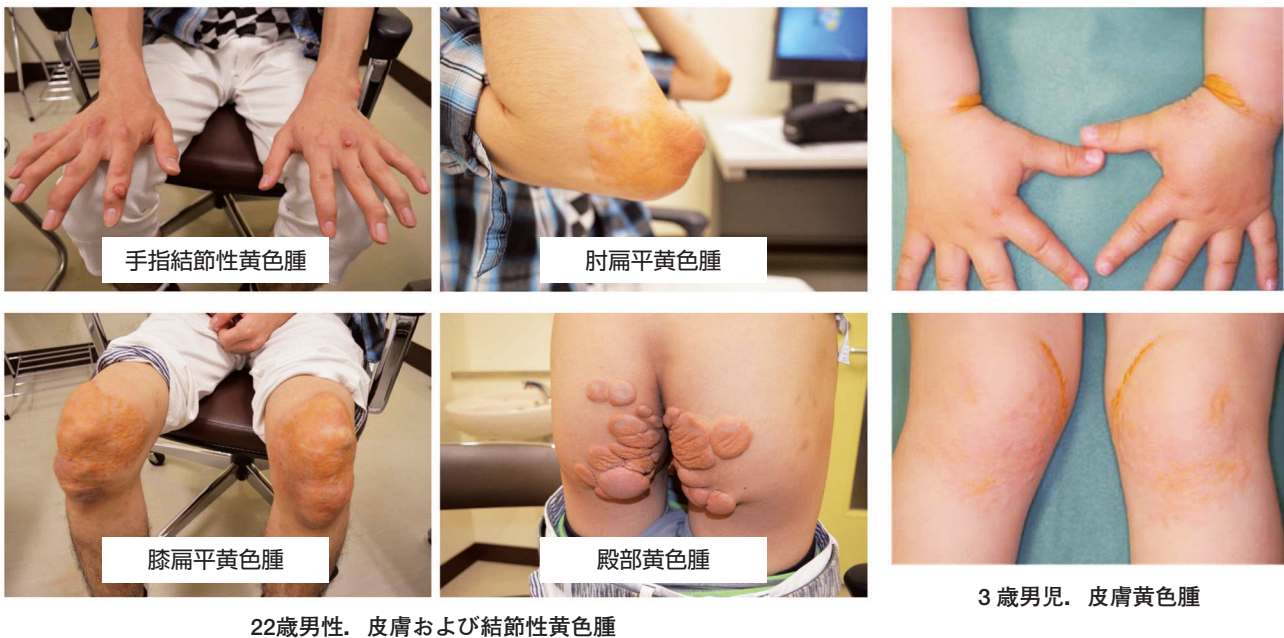 手指結節性黄色腫
肘扁平黄色腫
膝扁平黄色腫
殿部黄色腫
3歳男児．皮膚黄色腫
22歳男性．皮膚および結節性黄色腫